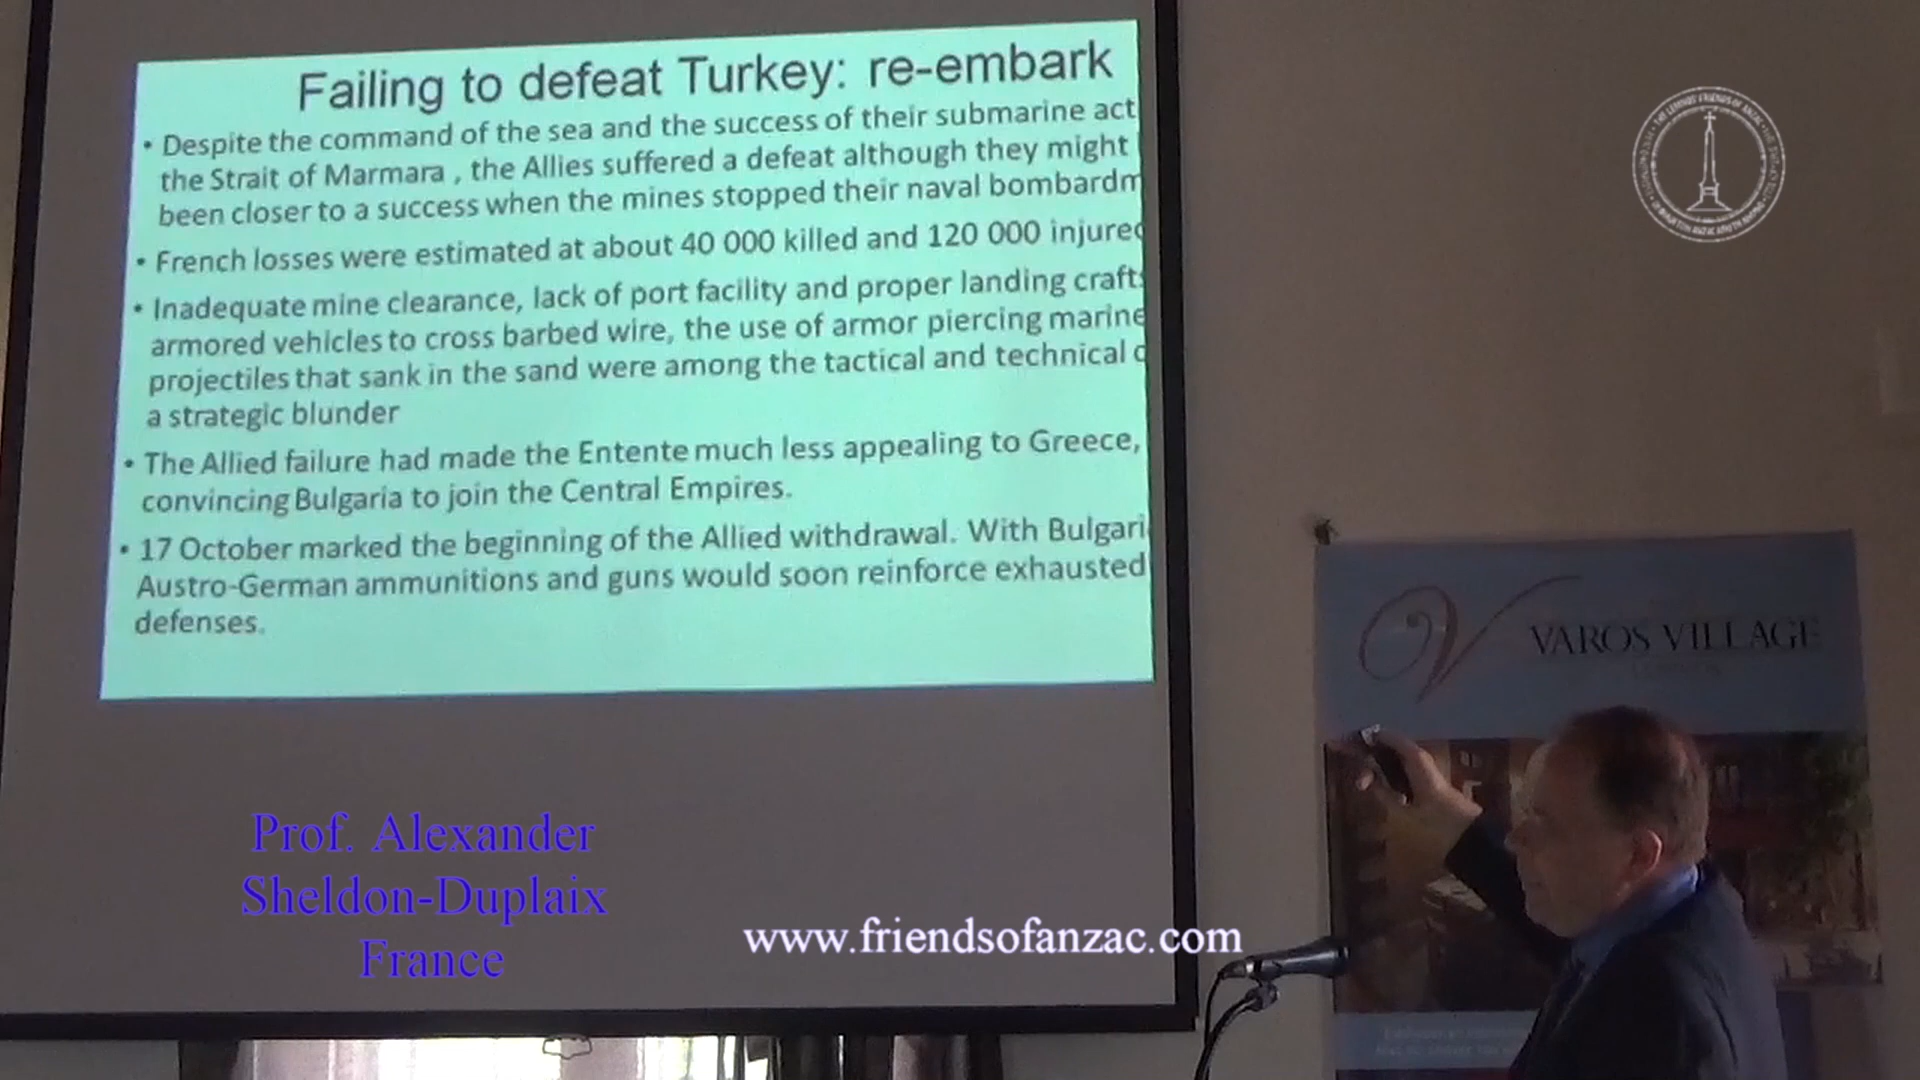 Failing to defeat Turkey: re-embark
• Despite the command of the sea and the success of their submarine act
the Strait of Marmara , the Allies suffered a defeat although they might
been closer to a success when the mines stopped their naval bombardm
• French losses were estimated at about 40 000 killed and 120 000 injured
• Inadequate mine clearance, lack of port facility and proper landing crafts
armored vehicles to cross barbed wire, the use of armor piercing marine
projectiles that sank in the sand were among the tactical and technical
a strategic blunder
• The Allied failure had made the Entente much less appealing to Greece,
convincing Bulgaria to join the Central Empires.
• 17 October marked the beginning of the Allied withdrawal. With Bulgari
Austro-German ammunitions and guns would soon reinforce exhausted
defenses.
VAROS VILLAGE
Prof. Alexander
Sheldon-Duplaix
France
www.friendsofanzac.com